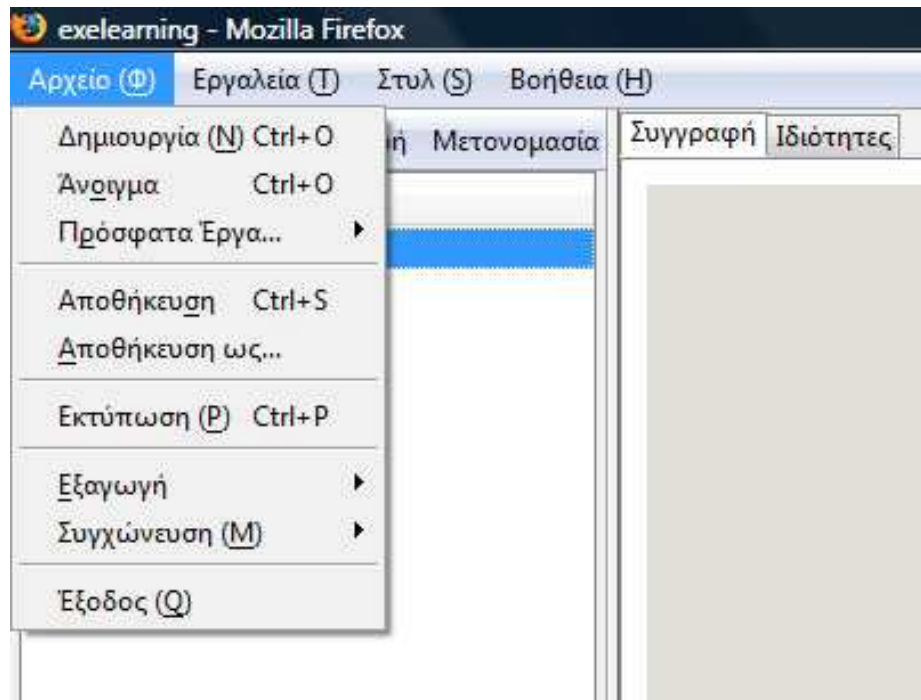 exelearning - Mozilla Firefox
Αρχείο (Φ) Εργαλεία (T) Στυλ (S) Βοήθεια (H)
Δημιουργία (N) Ctrl+O
Άνοιγμα Ctrl+O
Πρόσφατα Έργα...
Αποθήκευση Ctrl+S
Αποθήκευση ως...
Εκτύπωση (P) Ctrl+P
Εξαγωγή
Συγχώνευση (M)
Έξοδος (Q)
Μετονομασία
Συγγραφή Ιδιότητες